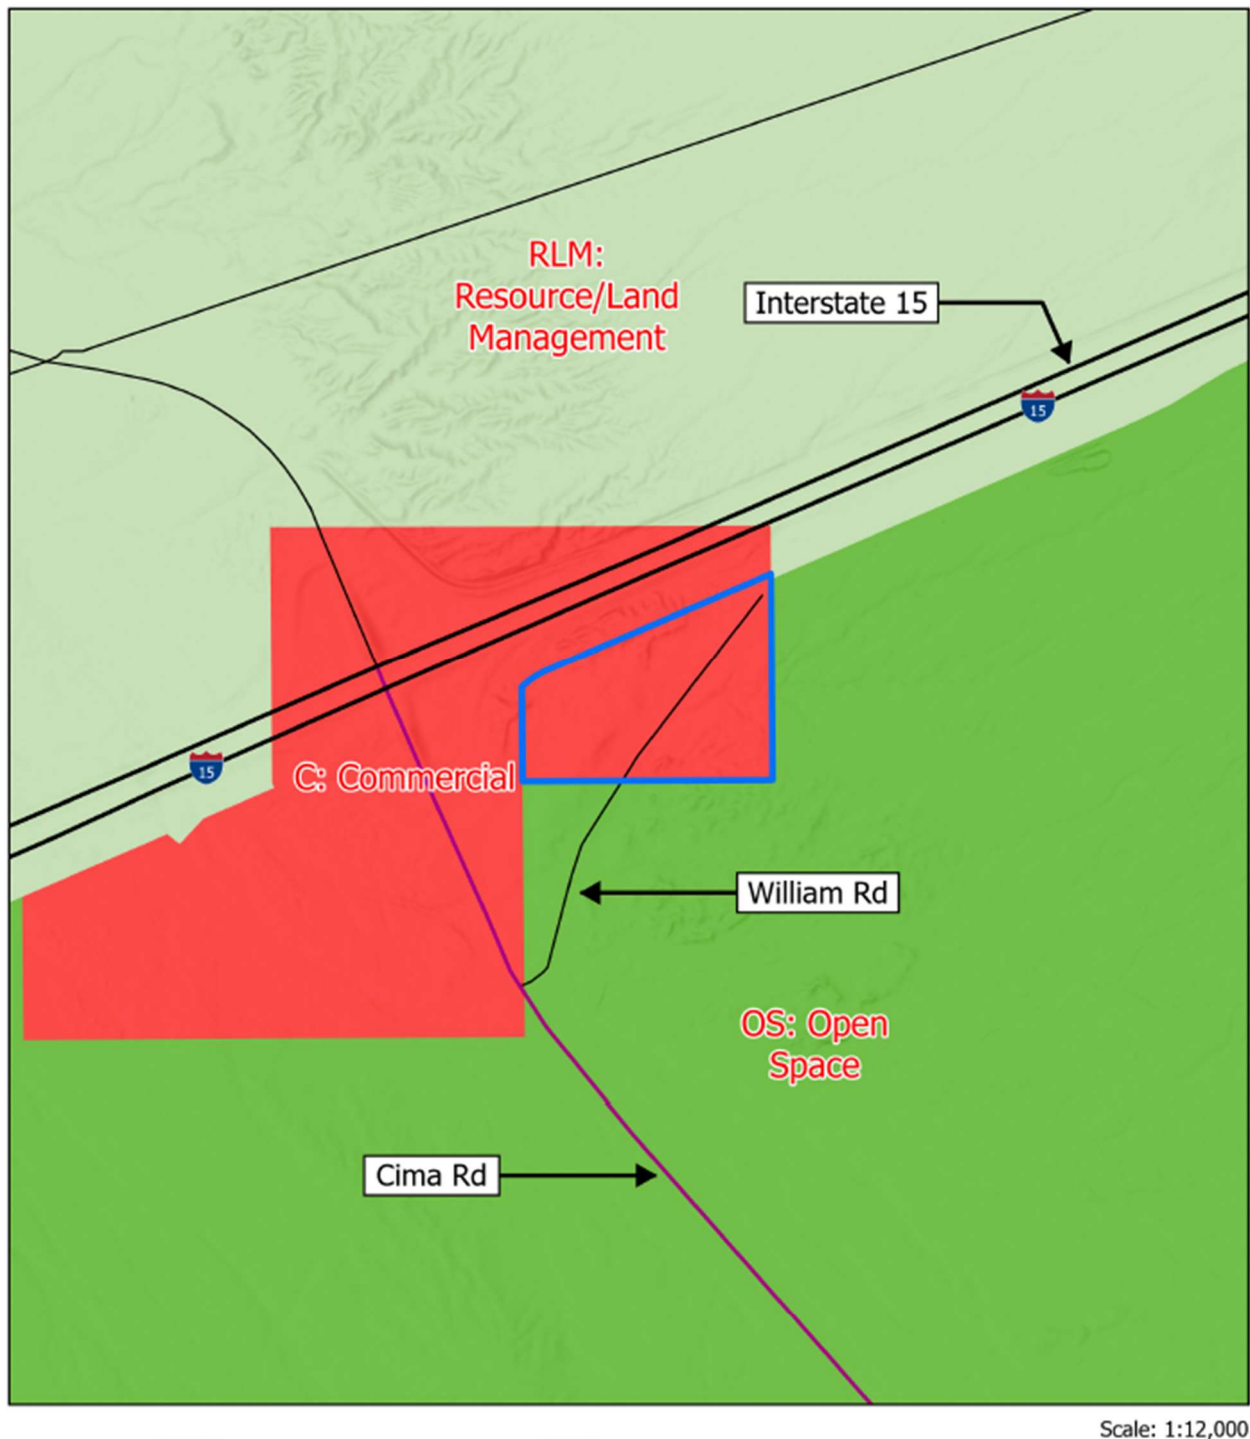 RLM:
Resource/Land
Management
Interstate 15
15
15
C: Commercial
William Rd
OS: Open
Space
Cima Rd
Scale: 1:12,000